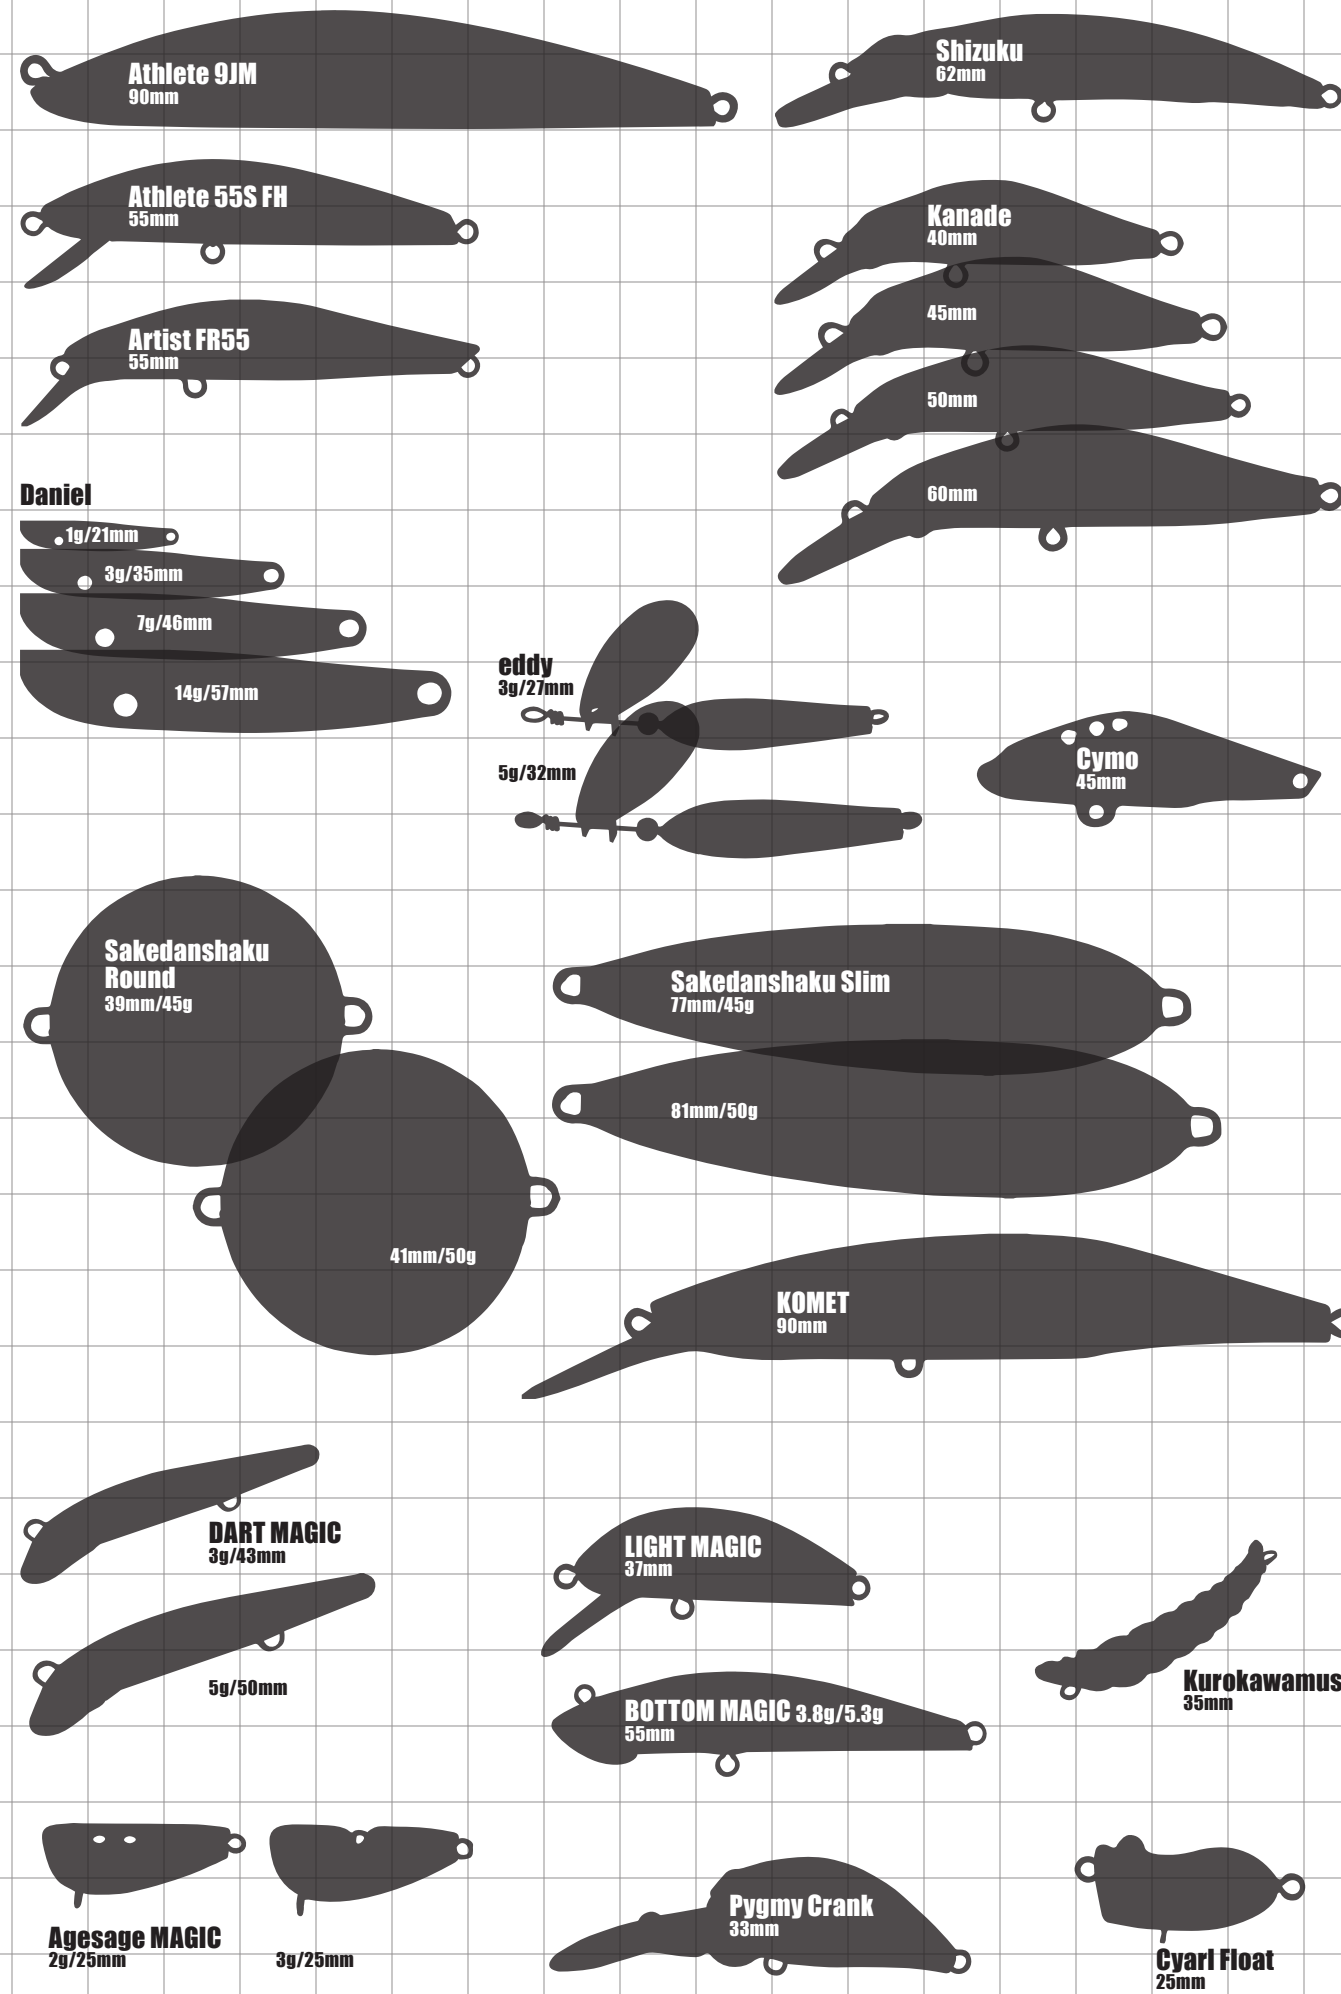 Athlete 9JM
90mm
Shizuku
62mm
Athlete 55S FH
55mm
Kanade
40mm
45mm
50mm
60mm
Artist FR55
55mm
Daniel
1g/21mm
3g/35mm
7g/46mm
14g/57mm
eddy
3g/27mm
5g/32mm
Cymo
45mm
Sakedanshaku
Round
39mm/45g
41mm/50g
Sakedanshaku Slim
77mm/45g
81mm/50g
KOMET
90mm
DART MAGIC
3g/43mm
5g/50mm
LIGHT MAGIC
37mm
BOTTOM MAGIC 3.8g/5.3g
55mm
Kurokawamus
35mm
Agesage MAGIC
2g/25mm
3g/25mm
Pygmy Crank
33mm
Cyarl Float
25mm